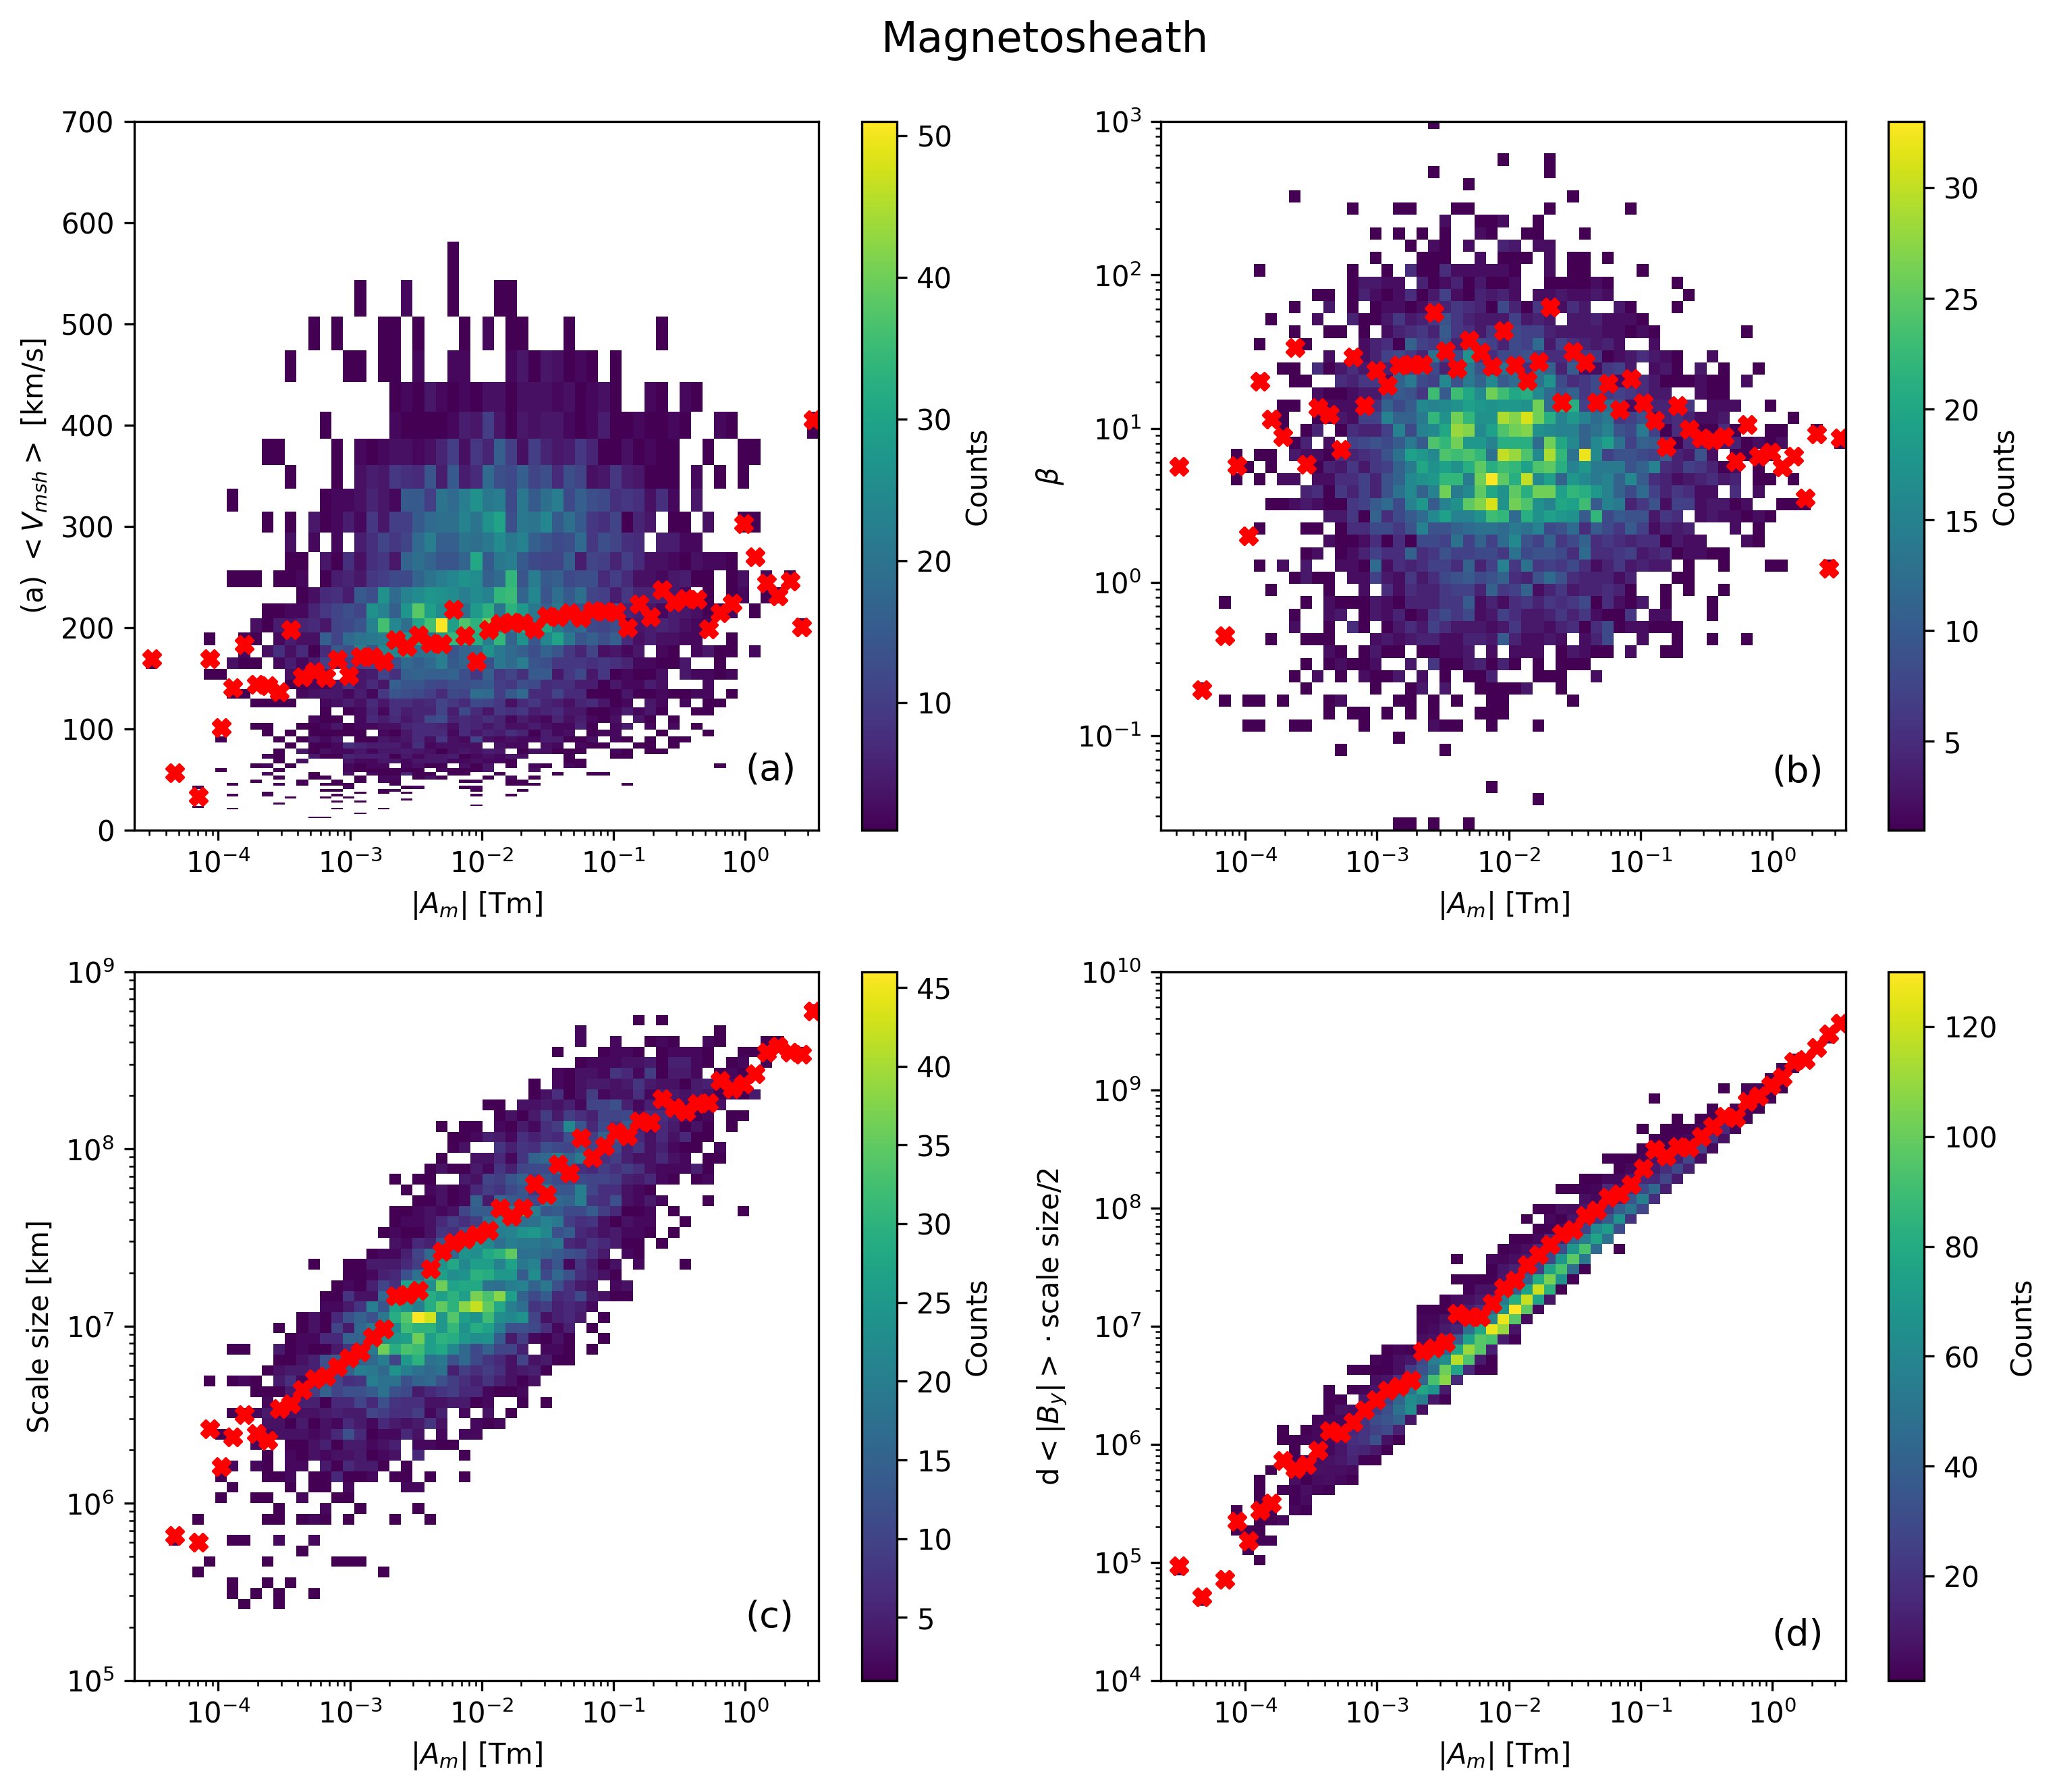 Magnetosheath
700
600
500
400
300
200
100
0
(a) < V_msh > [km/s]
10^-4 10^-3 10^-2 10^-1 10^0
|A_m| [Tm]
(a)
50
40
30
20
10
Counts
10^3
10^2
10^1
10^0
10^-1
β
10^-4 10^-3 10^-2 10^-1 10^0
|A_m| [Tm]
(b)
30
25
20
15
10
5
Counts
10^9
10^8
10^7
10^6
10^5
Scale size [km]
10^-4 10^-3 10^-2 10^-1 10^0
|A_m| [Tm]
(c)
45
40
35
30
25
20
15
10
5
Counts
10^10
10^9
10^8
10^7
10^6
10^5
10^4
d < |B_y| > · scale size/2
10^-4 10^-3 10^-2 10^-1 10^0
|A_m| [Tm]
(d)
120
100
80
60
40
20
Counts